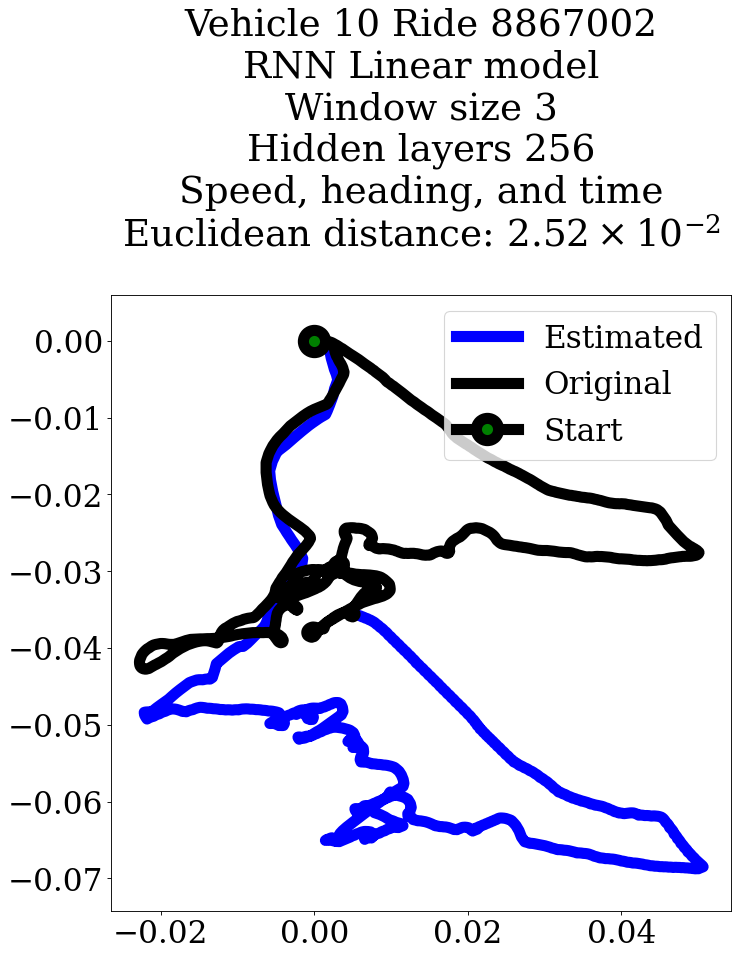 Vehicle 10 Ride 8867002
RNN Linear model
Window size 3
Hidden layers 256
Speed, heading, and time
Euclidean distance: 2.52 × 10⁻²
Estimated
Original
Start
0.00
−0.01
−0.02
−0.03
−0.04
−0.05
−0.06
−0.07
−0.02
0.00
0.02
0.04